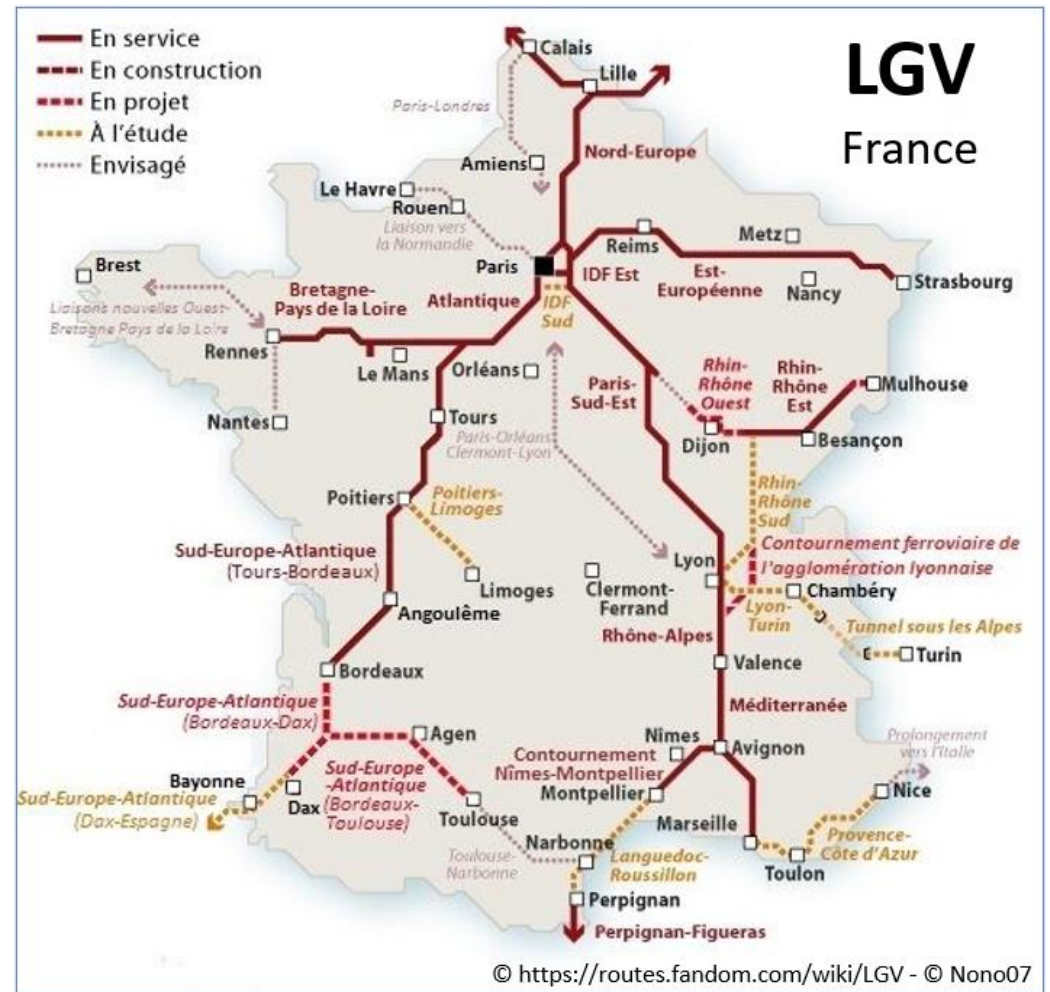 En service
En construction
En projet
À l'étude
Envisagé
LGV
France
Calais
Lille
Paris-Londres
Nord-Europe
Amiens
Le Havre
Rouen
Liaison vers
la Normandie
Reims
Metz
Paris
IDF Est
Est-
Européenne
Strasbourg
Nancy
Brest
Liaisons nouvelles Ouest-
Bretagne Pays de la Loire
Bretagne-
Pays de la Loire
Atlantique
IDF
Sud
Rennes
Le Mans
Orléans
Paris-
Sud-Est
Rhin-
Rhône
Ouest
Rhin-
Rhône
Est
Mulhouse
Nantes
Tours
Paris-Orléans
Clermont-Lyon
Dijon
Besançon
Poitiers
Poitiers-
Limoges
Rhin-
Rhône
Sud
Sud-Europe-Atlantique
(Tours-Bordeaux)
Limoges
Clermont-
Ferrand
Lyon
Contournement ferroviaire de
l'agglomération lyonnaise
Chambéry
Angoulême
Rhône-Alpes
Lyon-
Turin
Tunnel sous les Alpes
Turin
Bordeaux
Valence
Sud-Europe-Atlantique
(Bordeaux-Dax)
Méditerranée
Agen
Nîmes
Avignon
Prolongement
vers l'Italie
Contournement
Nîmes-Montpellier
Montpellier
Bayonne
Sud-Europe-Atlantique
(Dax-Espagne)
Dax
Sud-Europe
-Atlantique
(Bordeaux-
Toulouse)
Toulouse
Nice
Marseille
Provence-
Côte d'Azur
Toulon
Narbonne
Toulouse-
Narbonne
Languedoc-
Roussillon
Perpignan
Perpignan-Figueras
© https://routes.fandom.com/wiki/LGV - © Nono07